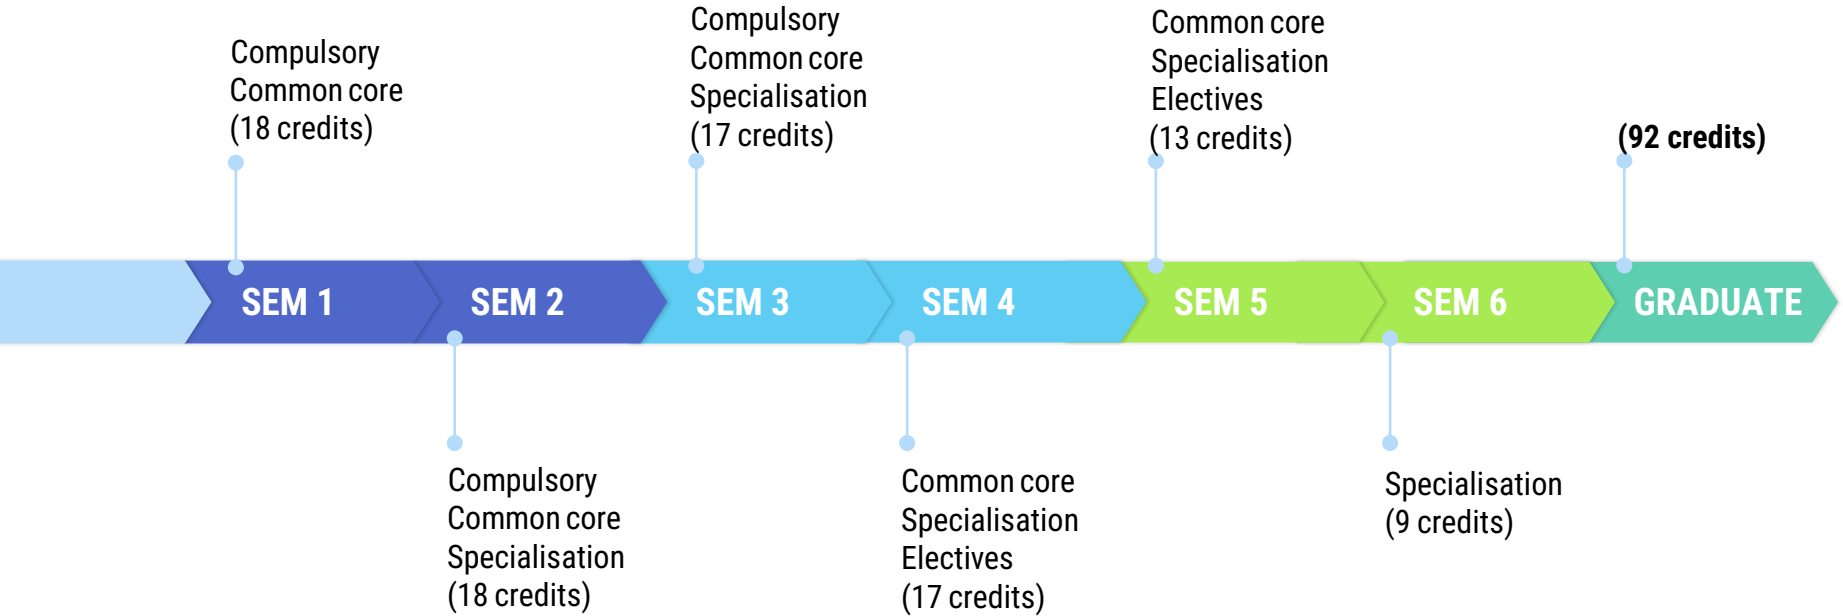 Compulsory
Common core
(18 credits)
Compulsory
Common core
Specialisation
(17 credits)
Common core
Specialisation
Electives
(13 credits)
(92 credits)
SEM 1
SEM 2
SEM 3
SEM 4
SEM 5
SEM 6
GRADUATE
Compulsory
Common core
Specialisation
(18 credits)
Common core
Specialisation
Electives
(17 credits)
Specialisation
(9 credits)